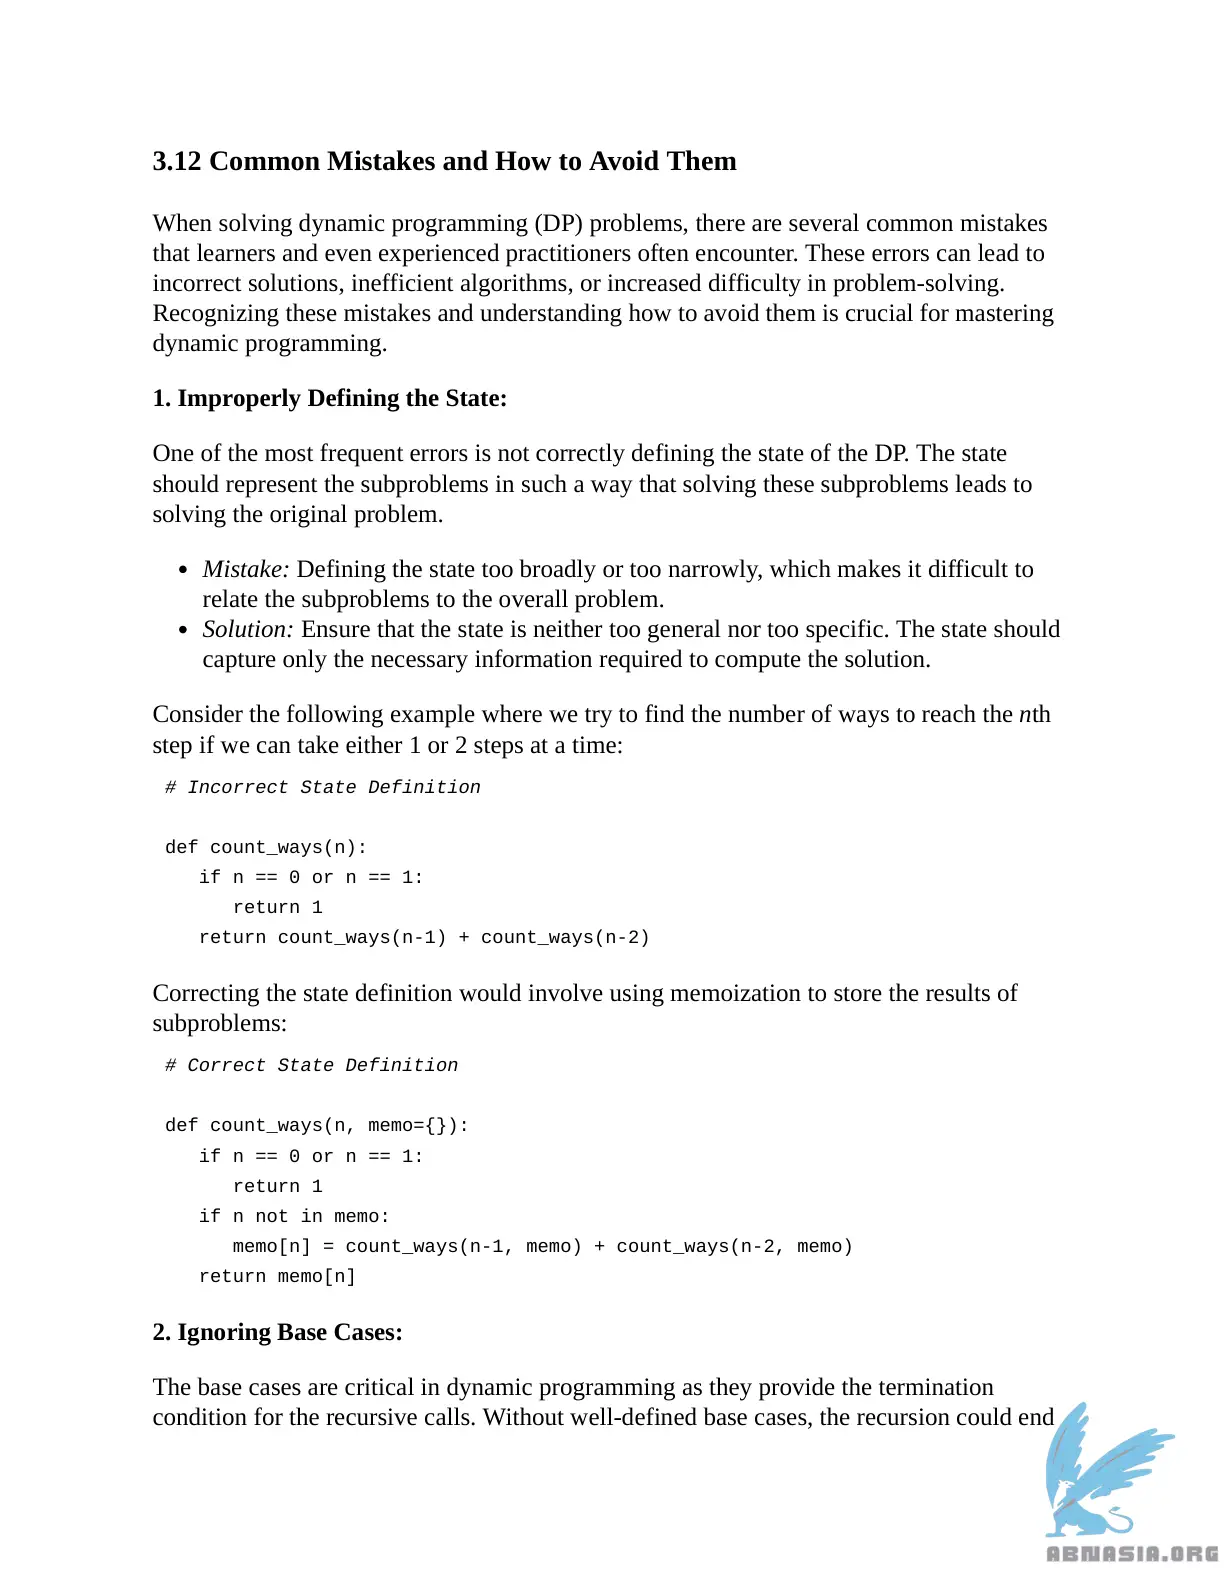 3.12 Common Mistakes and How to Avoid Them
When solving dynamic programming (DP) problems, there are several common mistakes
that learners and even experienced practitioners often encounter. These errors can lead to
incorrect solutions, inefficient algorithms, or increased difficulty in problem-solving.
Recognizing these mistakes and understanding how to avoid them is crucial for mastering
dynamic programming.
1. Improperly Defining the State:
One of the most frequent errors is not correctly defining the state of the DP. The state
should represent the subproblems in such a way that solving these subproblems leads to
solving the original problem.
• Mistake: Defining the state too broadly or too narrowly, which makes it difficult to
relate the subproblems to the overall problem.
• Solution: Ensure that the state is neither too general nor too specific. The state should
capture only the necessary information required to compute the solution.
Consider the following example where we try to find the number of ways to reach the nth
step if we can take either 1 or 2 steps at a time:
# Incorrect State Definition
def count_ways(n):
   if n == 0 or n == 1:
      return 1
   return count_ways(n-1) + count_ways(n-2)
Correcting the state definition would involve using memoization to store the results of
subproblems:
# Correct State Definition
def count_ways(n, memo={}):
   if n == 0 or n == 1:
      return 1
   if n not in memo:
      memo[n] = count_ways(n-1, memo) + count_ways(n-2, memo)
   return memo[n]
2. Ignoring Base Cases:
The base cases are critical in dynamic programming as they provide the termination
condition for the recursive calls. Without well-defined base cases, the recursion could end
ABNASIA.ORG